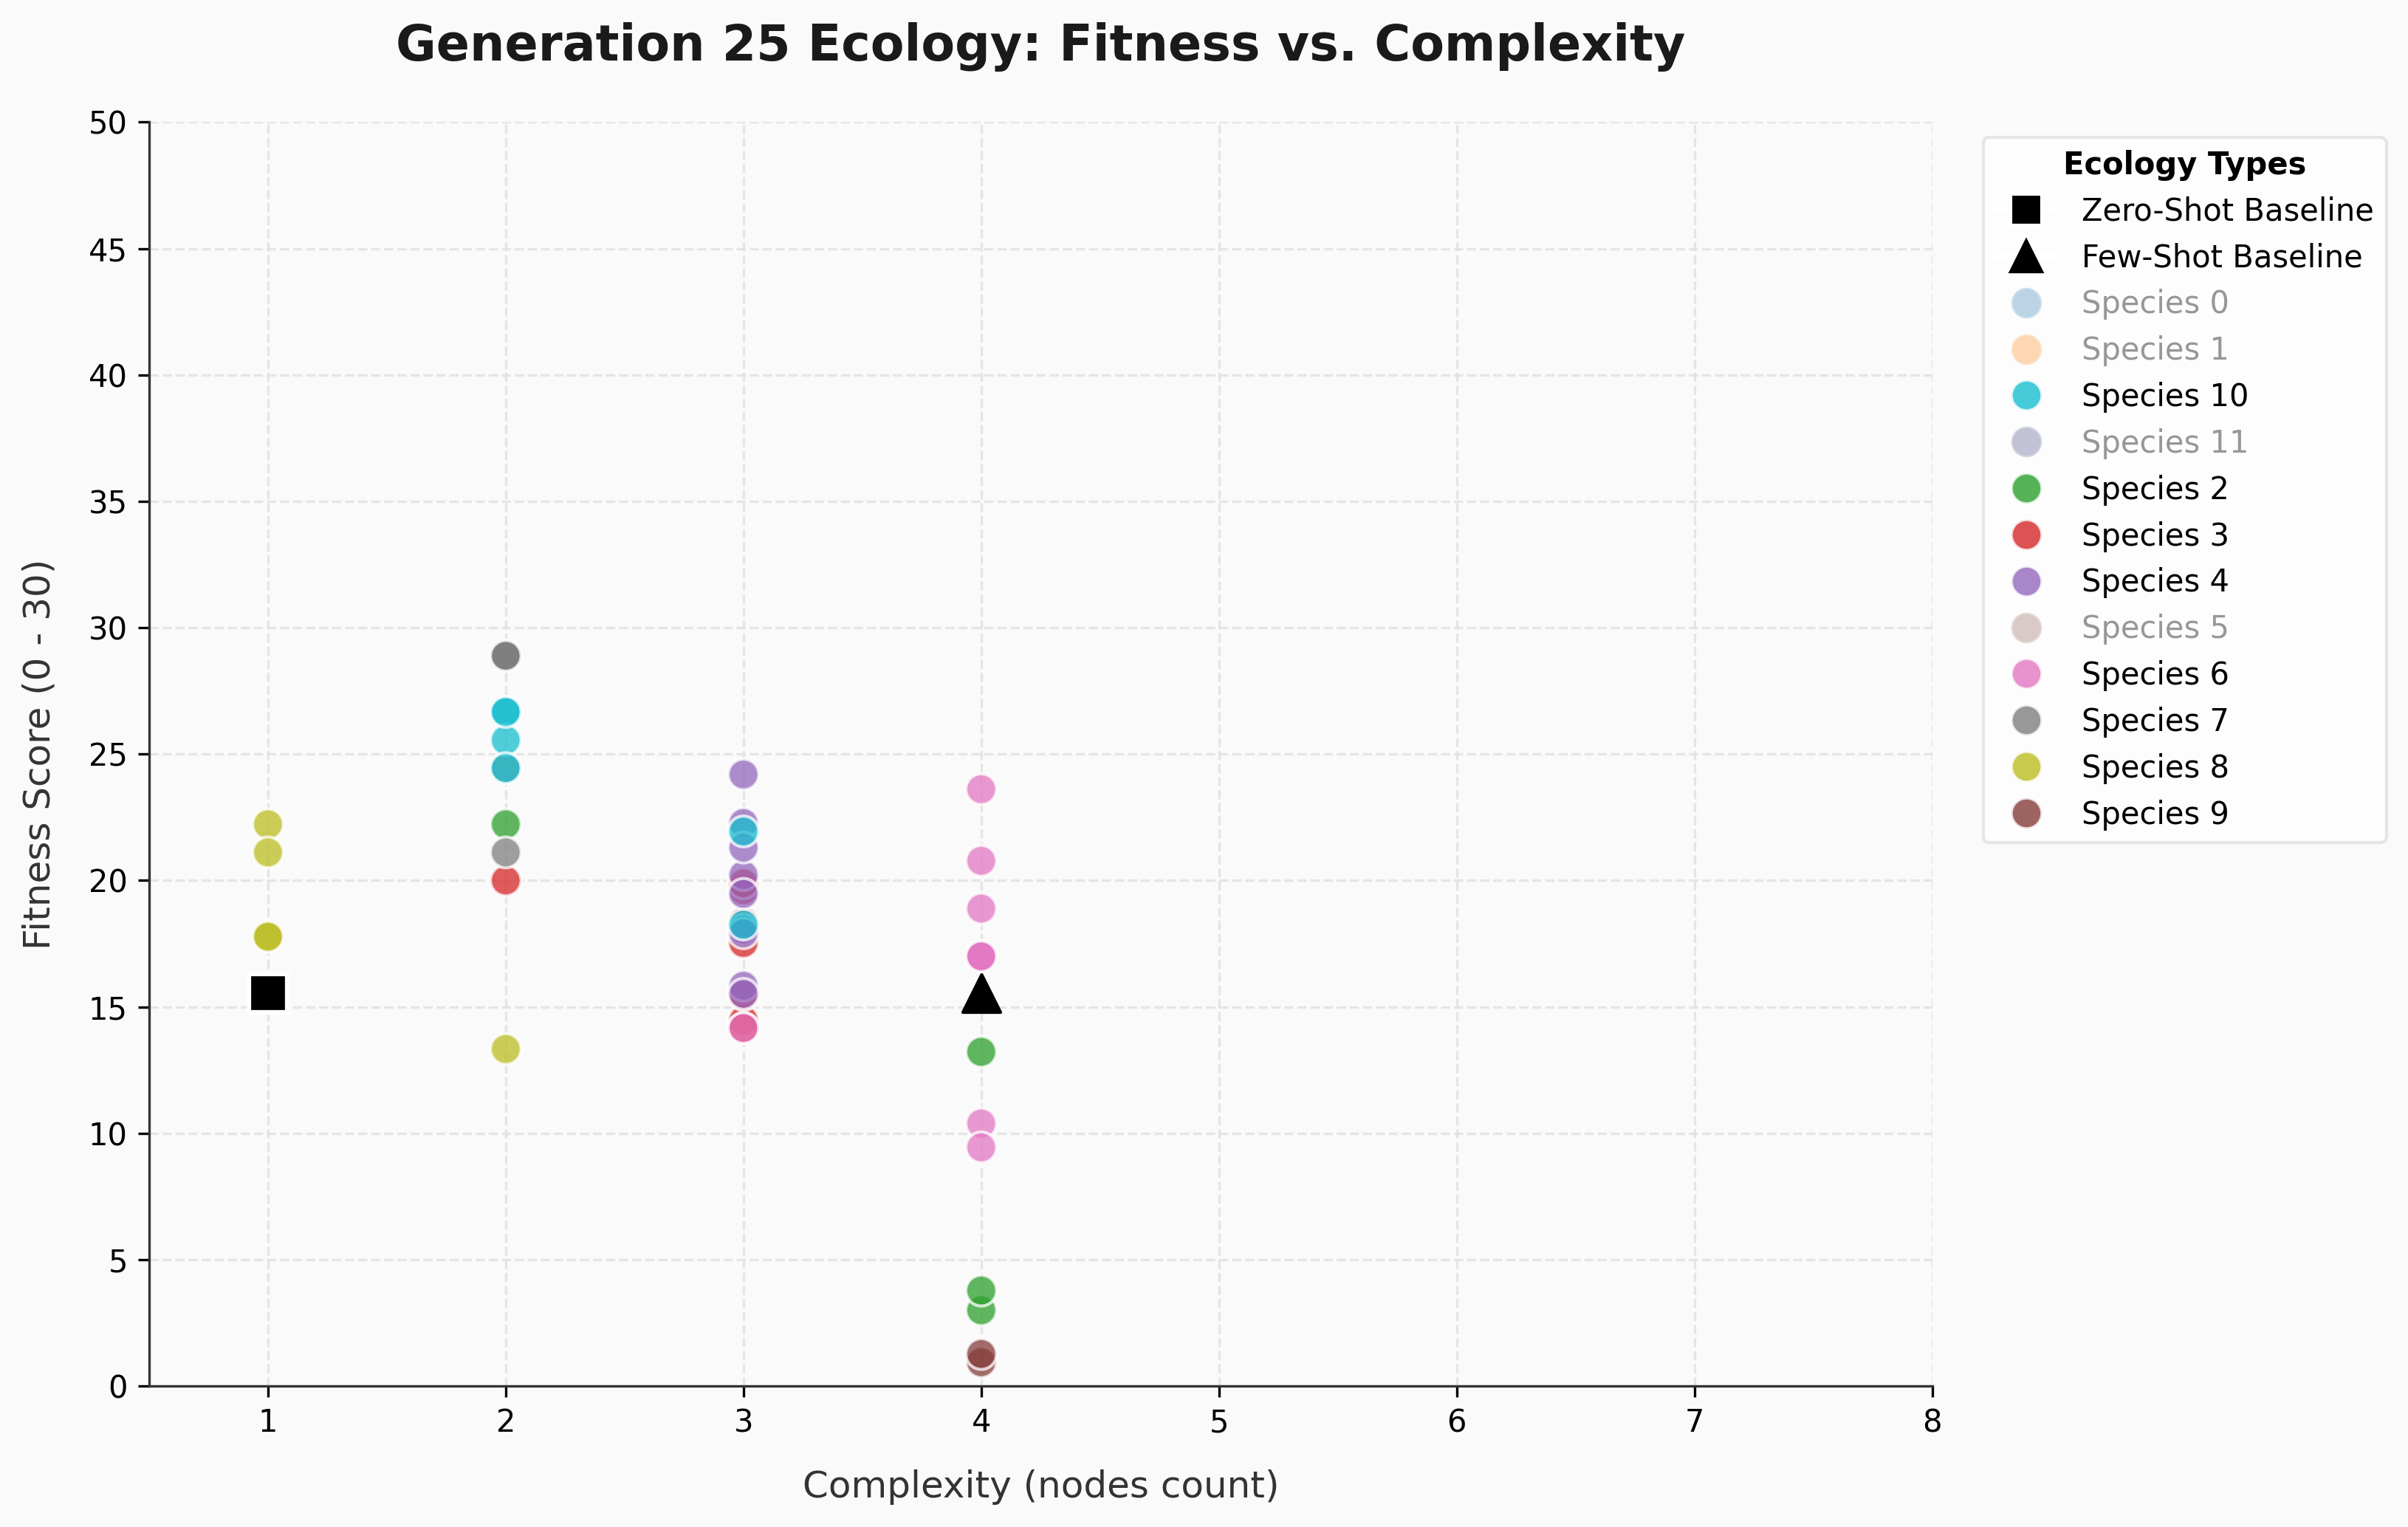 Generation 25 Ecology: Fitness vs. Complexity
Fitness Score (0 - 30)
50
45
40
35
30
25
20
15
10
5
0
1 2 3 4 5 6 7 8
Complexity (nodes count)
Ecology Types
Zero-Shot Baseline
Few-Shot Baseline
Species 0
Species 1
Species 10
Species 11
Species 2
Species 3
Species 4
Species 5
Species 6
Species 7
Species 8
Species 9